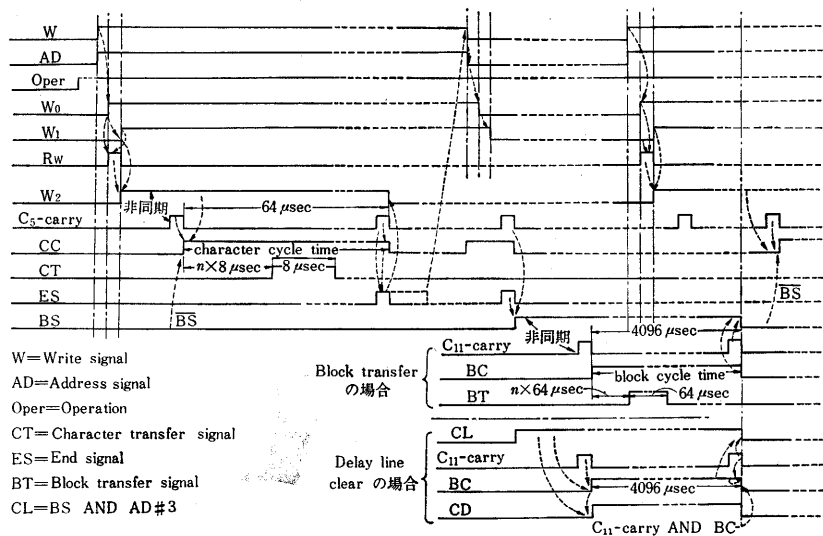 W
AD
Oper
W₀
W₁
Rw
W₂
非同期
64 μsec
C₅-carry
CC
character cycle time
CT
n×8 μsec
8 μsec
ES
BS
B̅S̅
B̅S̅
W=Write signal
AD=Address signal
Oper=Operation
CT=Character transfer signal
ES=End signal
BT=Block transfer signal
CL=BS AND AD#3
Block transfer
の場合
C₁₁-carry
非同期
4096 μsec
BC
block cycle time
BT
n×64 μsec
64 μsec
Delay line
clear の場合
CL
C₁₁-carry
BC
4096 μsec
CD
C₁₁-carry AND BC